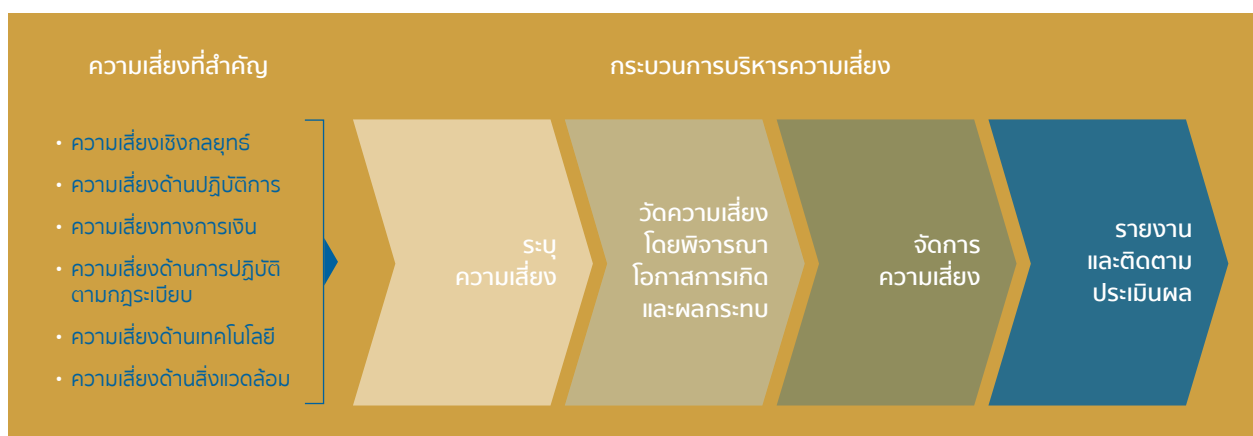 ความเสี่ยงที่สำคัญ
• ความเสี่ยงเชิงกลยุทธ์
• ความเสี่ยงด้านปฏิบัติการ
• ความเสี่ยงทางการเงิน
• ความเสี่ยงด้านการปฏิบัติ
ตามกฎระเบียบ
• ความเสี่ยงด้านเทคโนโลยี
• ความเสี่ยงด้านสิ่งแวดล้อม
กระบวนการบริหารความเสี่ยง
ระบุ
ความเสี่ยง
วัดความเสี่ยง
โดยพิจารณา
โอกาสการเกิด
และผลกระทบ
จัดการ
ความเสี่ยง
รายงาน
และติดตาม
ประเมินผล